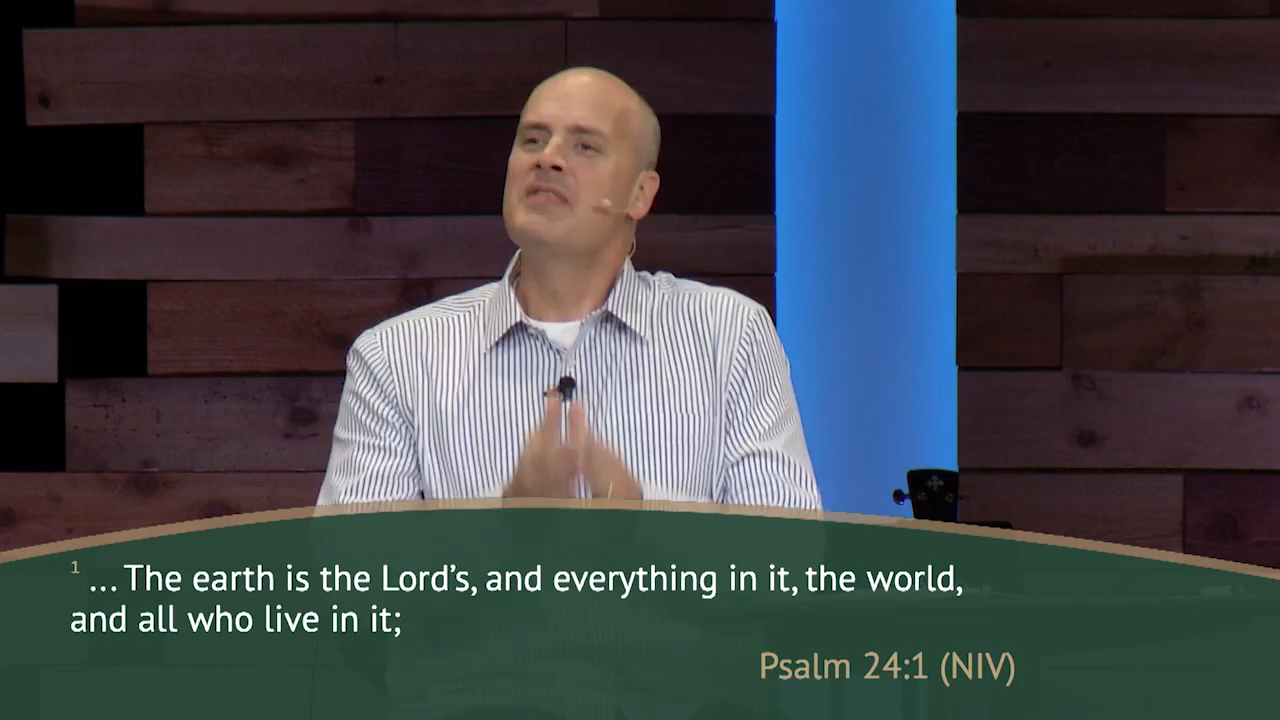 1 ... The earth is the Lord's, and everything in it, the world,
and all who live in it;
Psalm 24:1 (NIV)